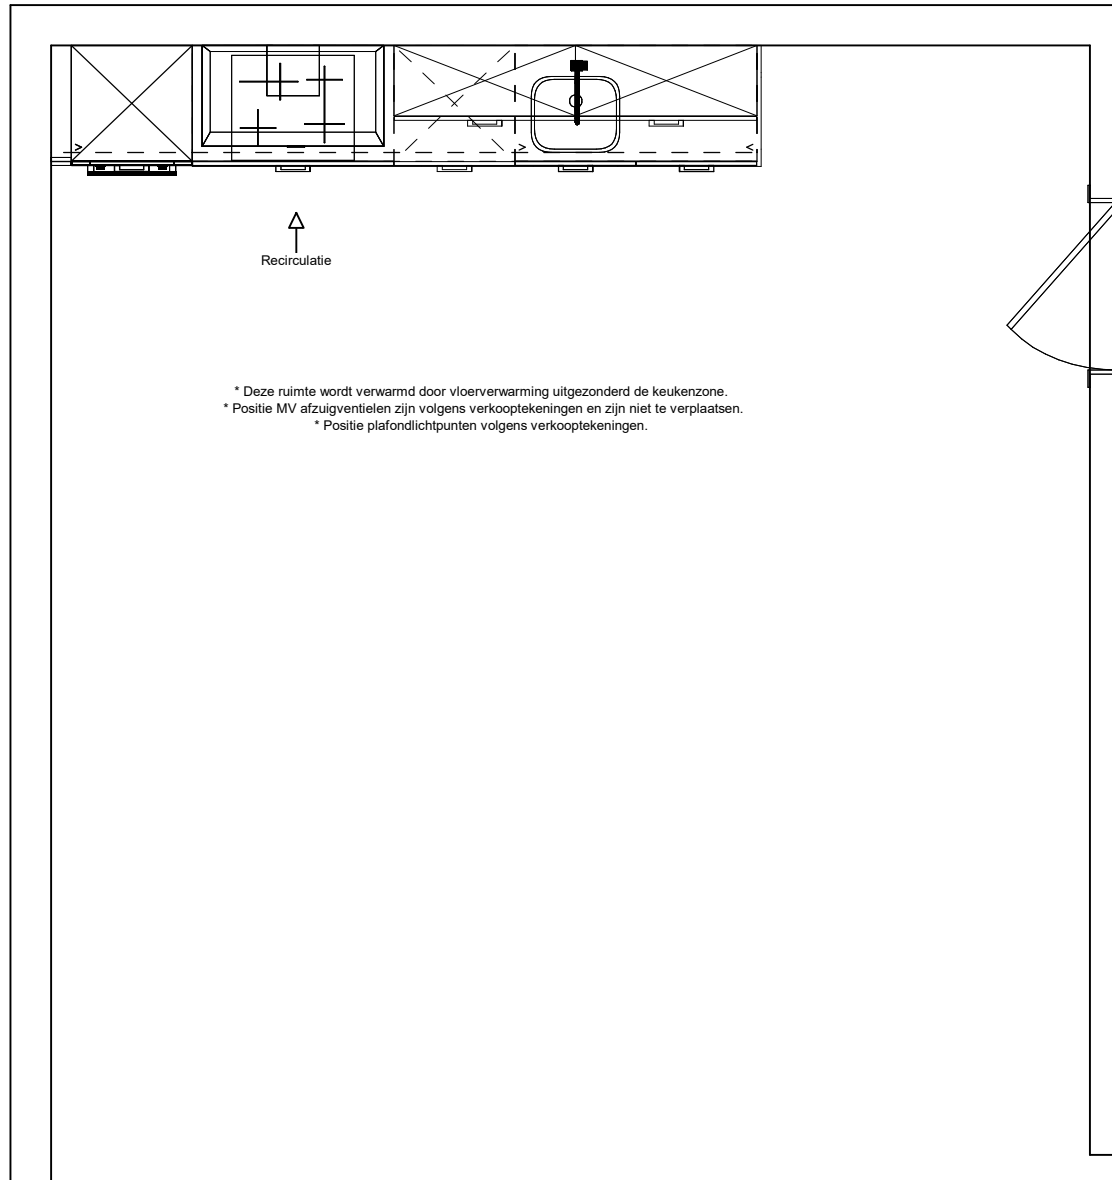 Recirculatie
* Deze ruimte wordt verwarmd door vloerverwarming uitgezonderd de keukenzone.
* Positie MV afzuigventielen zijn volgens verkooptekeningen en zijn niet te verplaatsen.
* Positie plafondlichtpunten volgens verkooptekeningen.